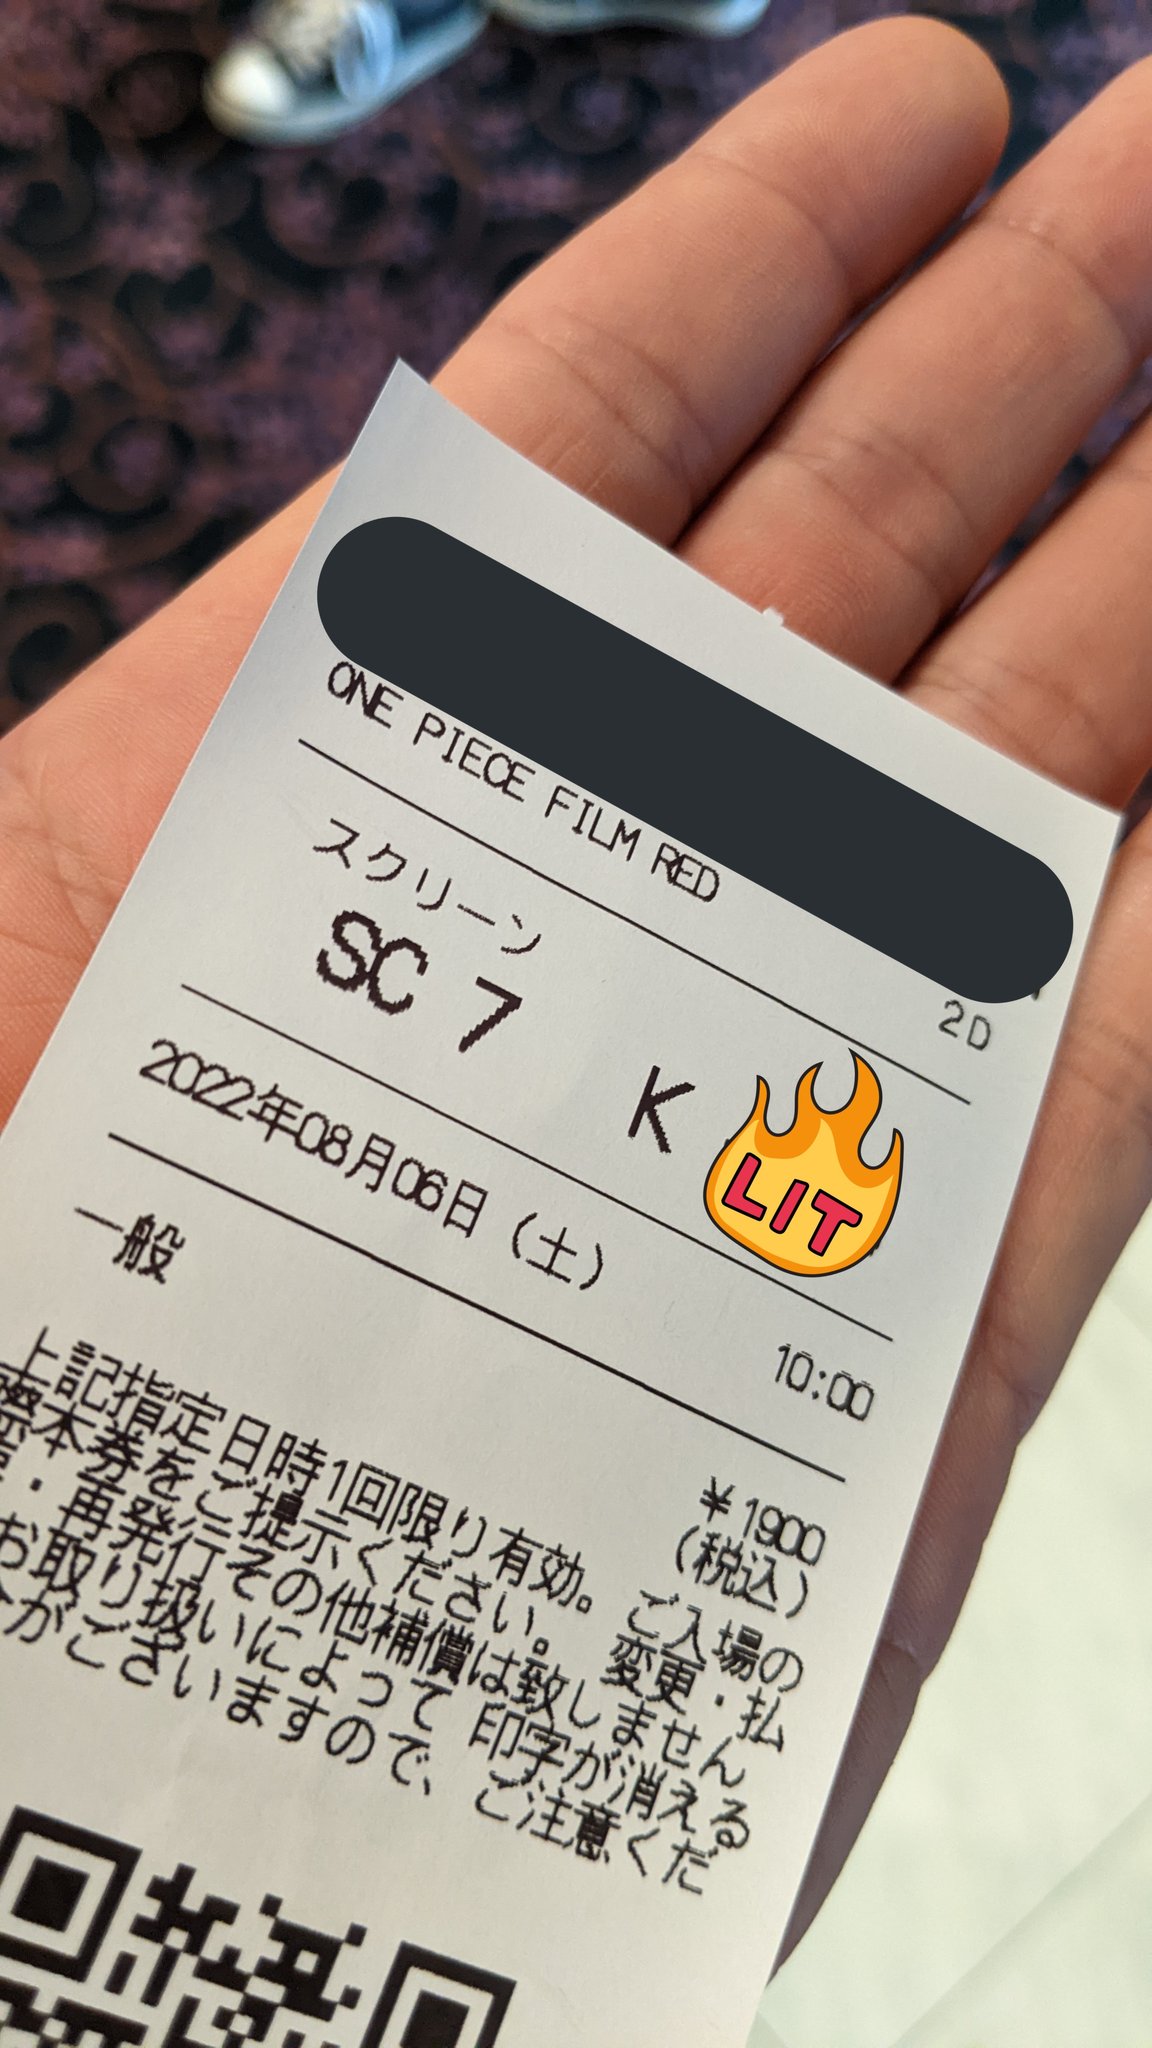 ONE PIECE FILM RED
2D
スクリーン
SC 7
K
LIT
2022年08月06日 (土)
10:00
一般
¥1900
(税込)
上記指定日時1回限り有効。 ご入場の
際本券をご提示ください。 変更・払
・再発行その他補償は致しません
お取り扱いによって 印字が消える
がございますので、 ご注意くだ